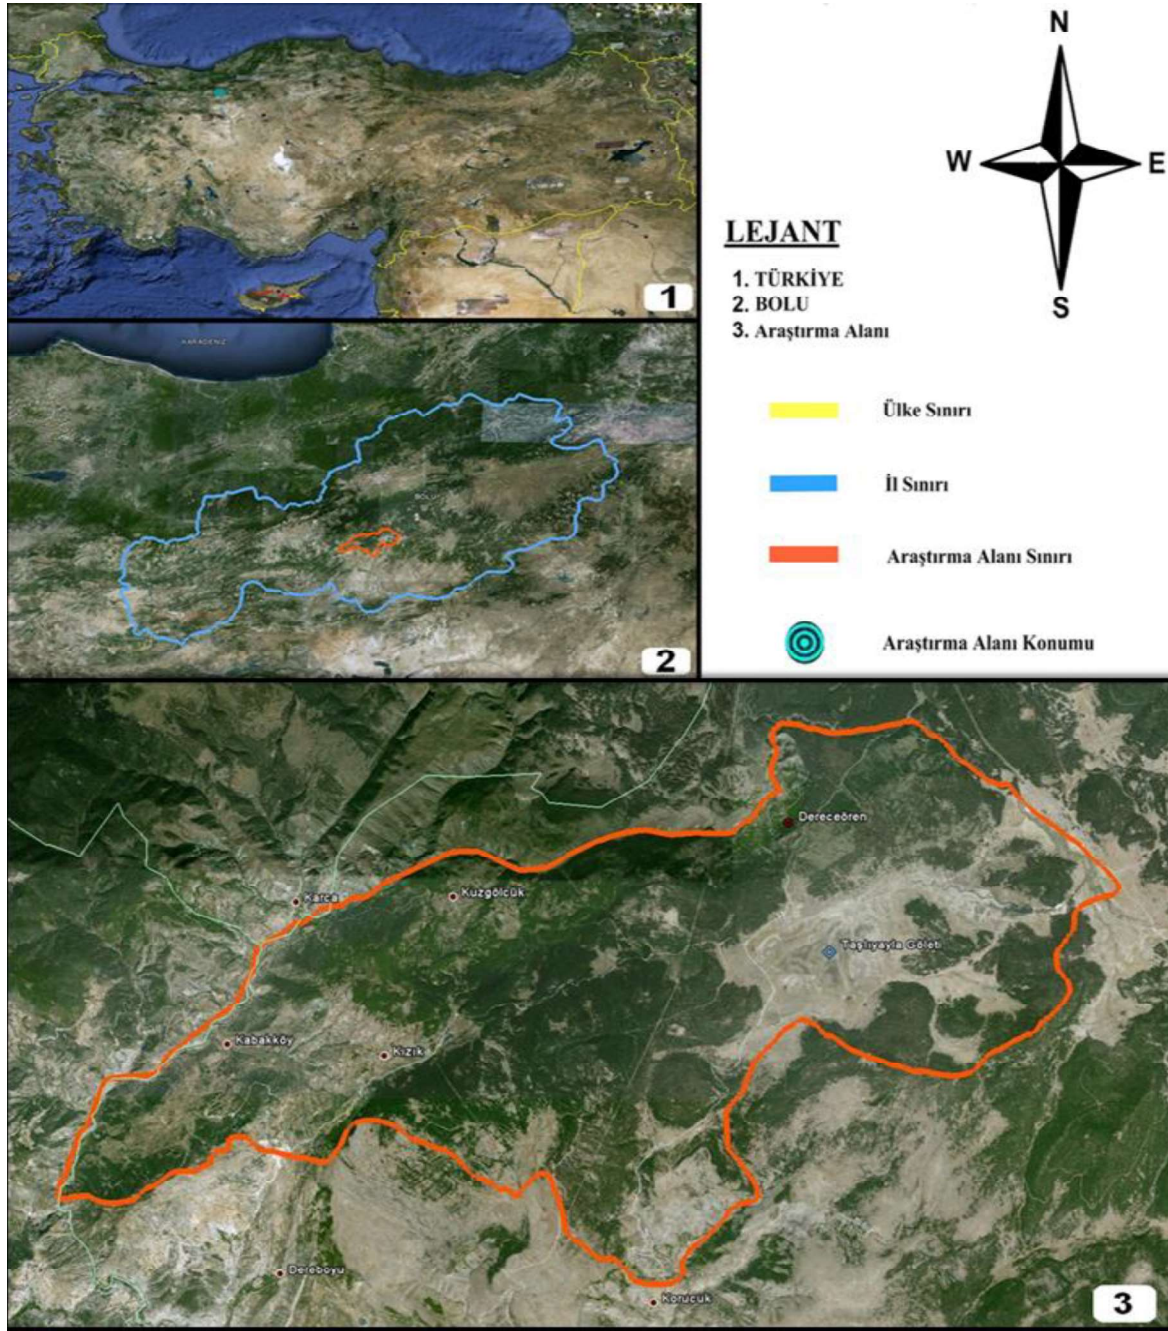 1
KARADENİZ
BOLU
2
N
W
E
S
LEJANT
1. TÜRKİYE
2. BOLU
3. Araştırma Alanı
Ülke Sınırı
İl Sınırı
Araştırma Alanı Sınırı
Araştırma Alanı Konumu
Dereceören
Karca
Kuzgölcük
Taşlıyayla Göleti
Kabakköy
Kızık
Dereboyu
Korucuk
3